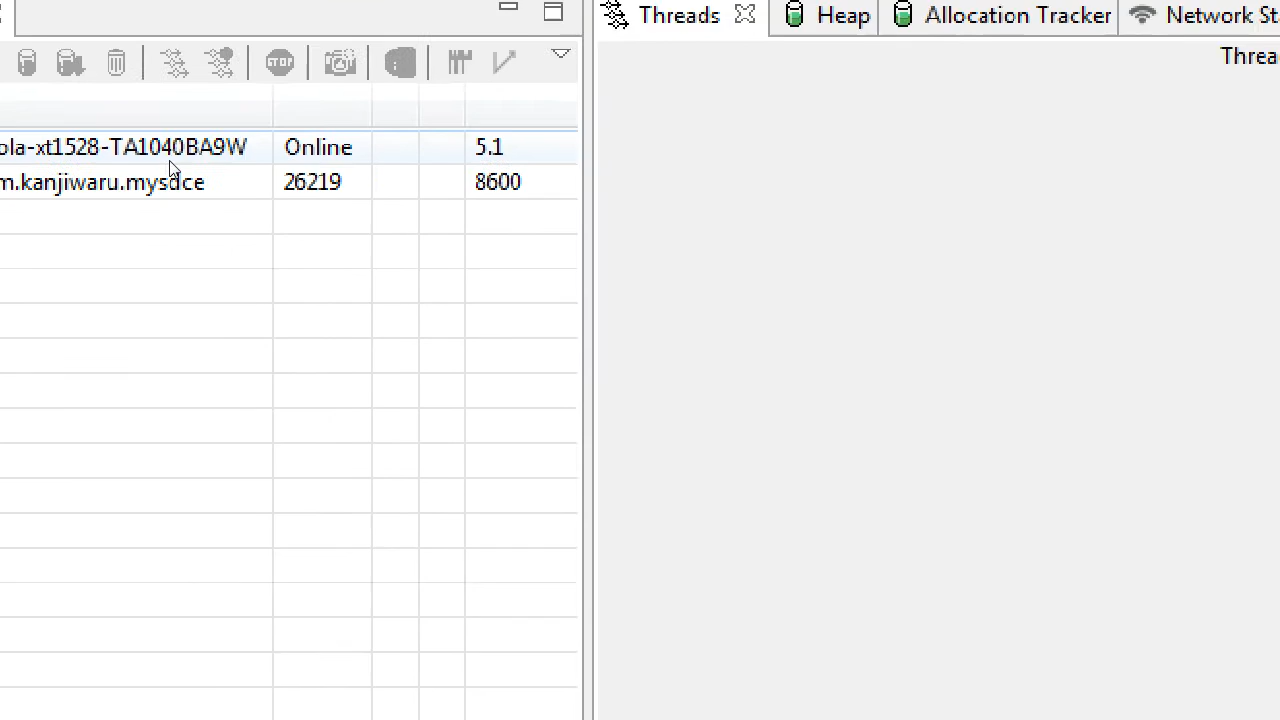 Threads Heap Allocation Tracker Network St
Threa
ola-xt1528-TA1040BA9W Online 5.1
m.kanjiwaru.mysdce 26219 8600